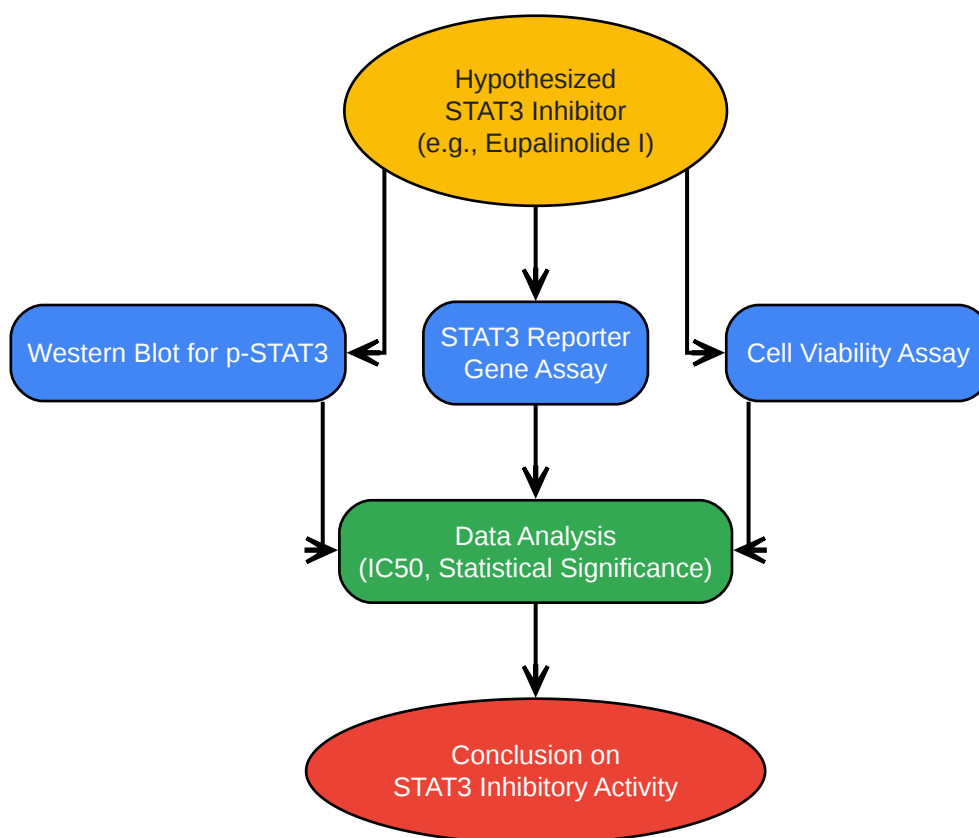 Hypothesized
STAT3 Inhibitor
(e.g., Eupalinolide I)
Western Blot for p-STAT3
STAT3 Reporter
Gene Assay
Cell Viability Assay
Data Analysis
(IC50, Statistical Significance)
Conclusion on
STAT3 Inhibitory Activity